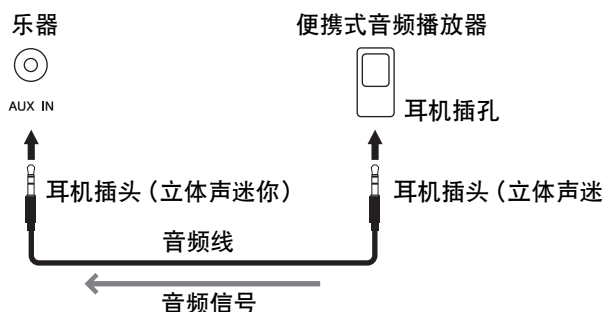 乐器
便携式音频播放器
AUX IN
耳机插孔
耳机插头（立体声迷你）
耳机插头（立体声迷
音频线
音频信号